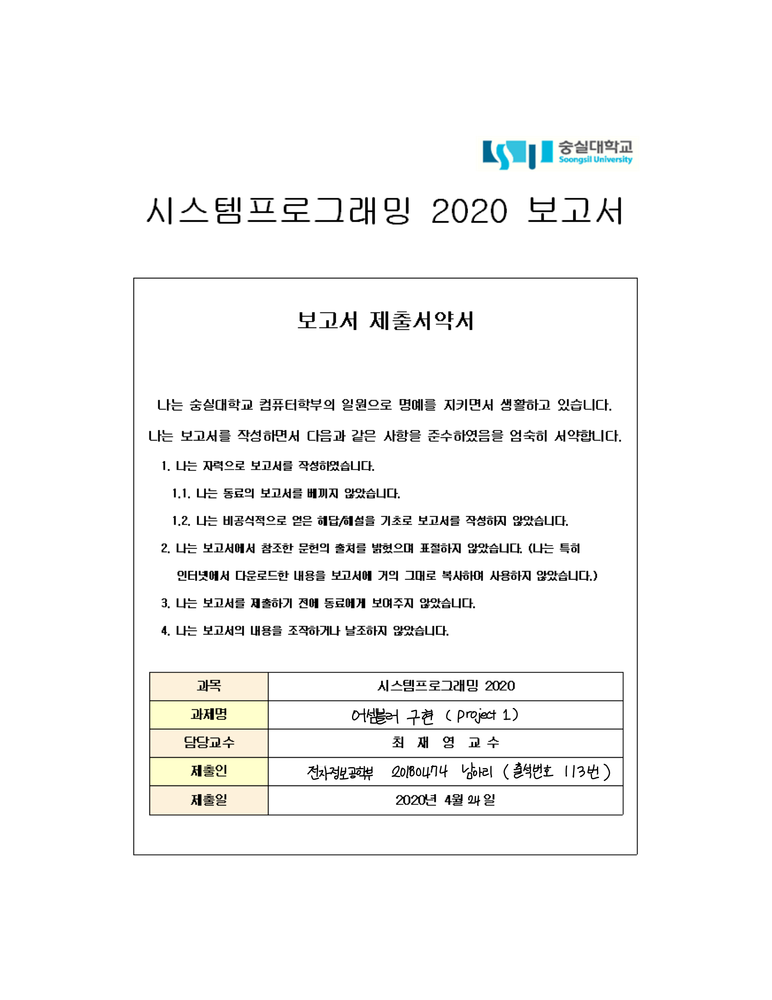 숭실대학교
Soongsil University
시스템프로그래밍 2020 보고서
보고서 제출서약서
나는 숭실대학교 컴퓨터학부의 일원으로 명예를 지키면서 생활하고 있습니다.
나는 보고서를 작성하면서 다음과 같은 사항을 준수하였음을 엄숙히 서약합니다.
1. 나는 자력으로 보고서를 작성하였습니다.
1.1. 나는 동료의 보고서를 베끼지 않았습니다.
1.2. 나는 비공식적으로 얻은 해답/해설을 기초로 보고서를 작성하지 않았습니다.
2. 나는 보고서에서 참조한 문헌의 출처를 밝혔으며 표절하지 않았습니다. (나는 특히
인터넷에서 다운로드한 내용을 보고서에 거의 그대로 복사하여 사용하지 않았습니다.)
3. 나는 보고서를 제출하기 전에 동료에게 보여주지 않았습니다.
4. 나는 보고서의 내용을 조작하거나 날조하지 않았습니다.
과목 시스템프로그래밍 2020
과제명 어셈블러 구현 (project 1)
담당교수 최 재 영 교 수
제출인 전자정보공학부 20180474 남아리 (출석번호 113번)
제출일 2020년 4월 24일